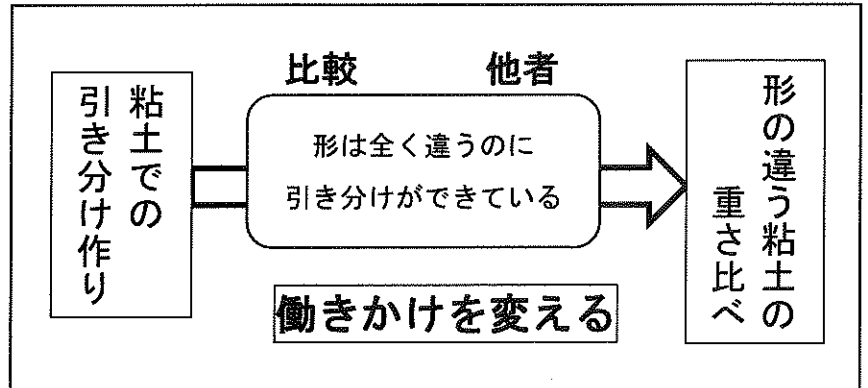 粘土での
引き分け作り
比較
他者
形は全く違うのに
引き分けができている
働きかけを変える
形の違う粘土の
重さ比べ